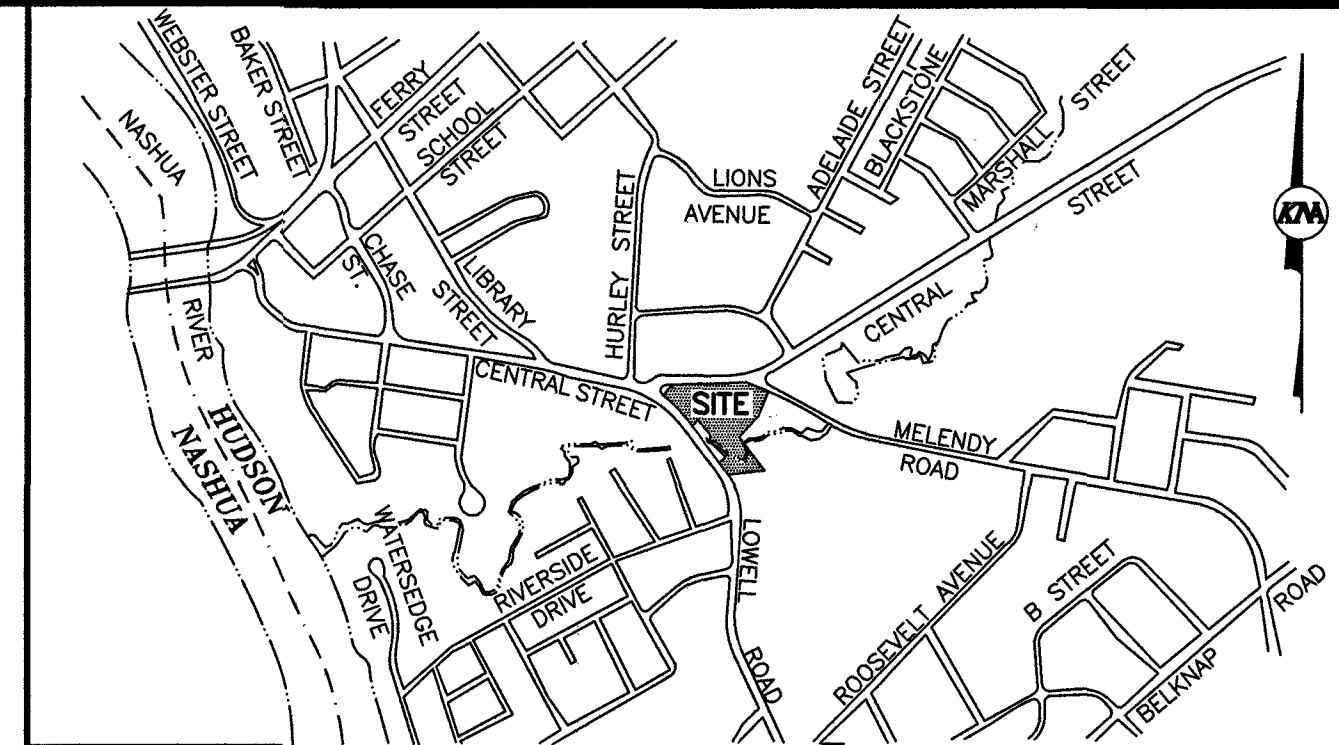 WEBSTER STREET
BAKER STREET
FERRY
STREET
SCHOOL
STREET
ADELAIDE STREET
BLACKSTONE
MARSHALL
STREET
NASHUA
RIVER
LIONS
AVENUE
HURLEY STREET
CHASE
ST.
LIBRARY
STREET
CENTRAL
STREET
KNA
CENTRAL STREET
SITE
MELENDY
ROAD
HUDSON
NASHUA
WATERSEDGE
DRIVE
RIVERSIDE
DRIVE
LOWELL
ROAD
ROOSEVELT AVENUE
B STREET
BELKNAP
ROAD